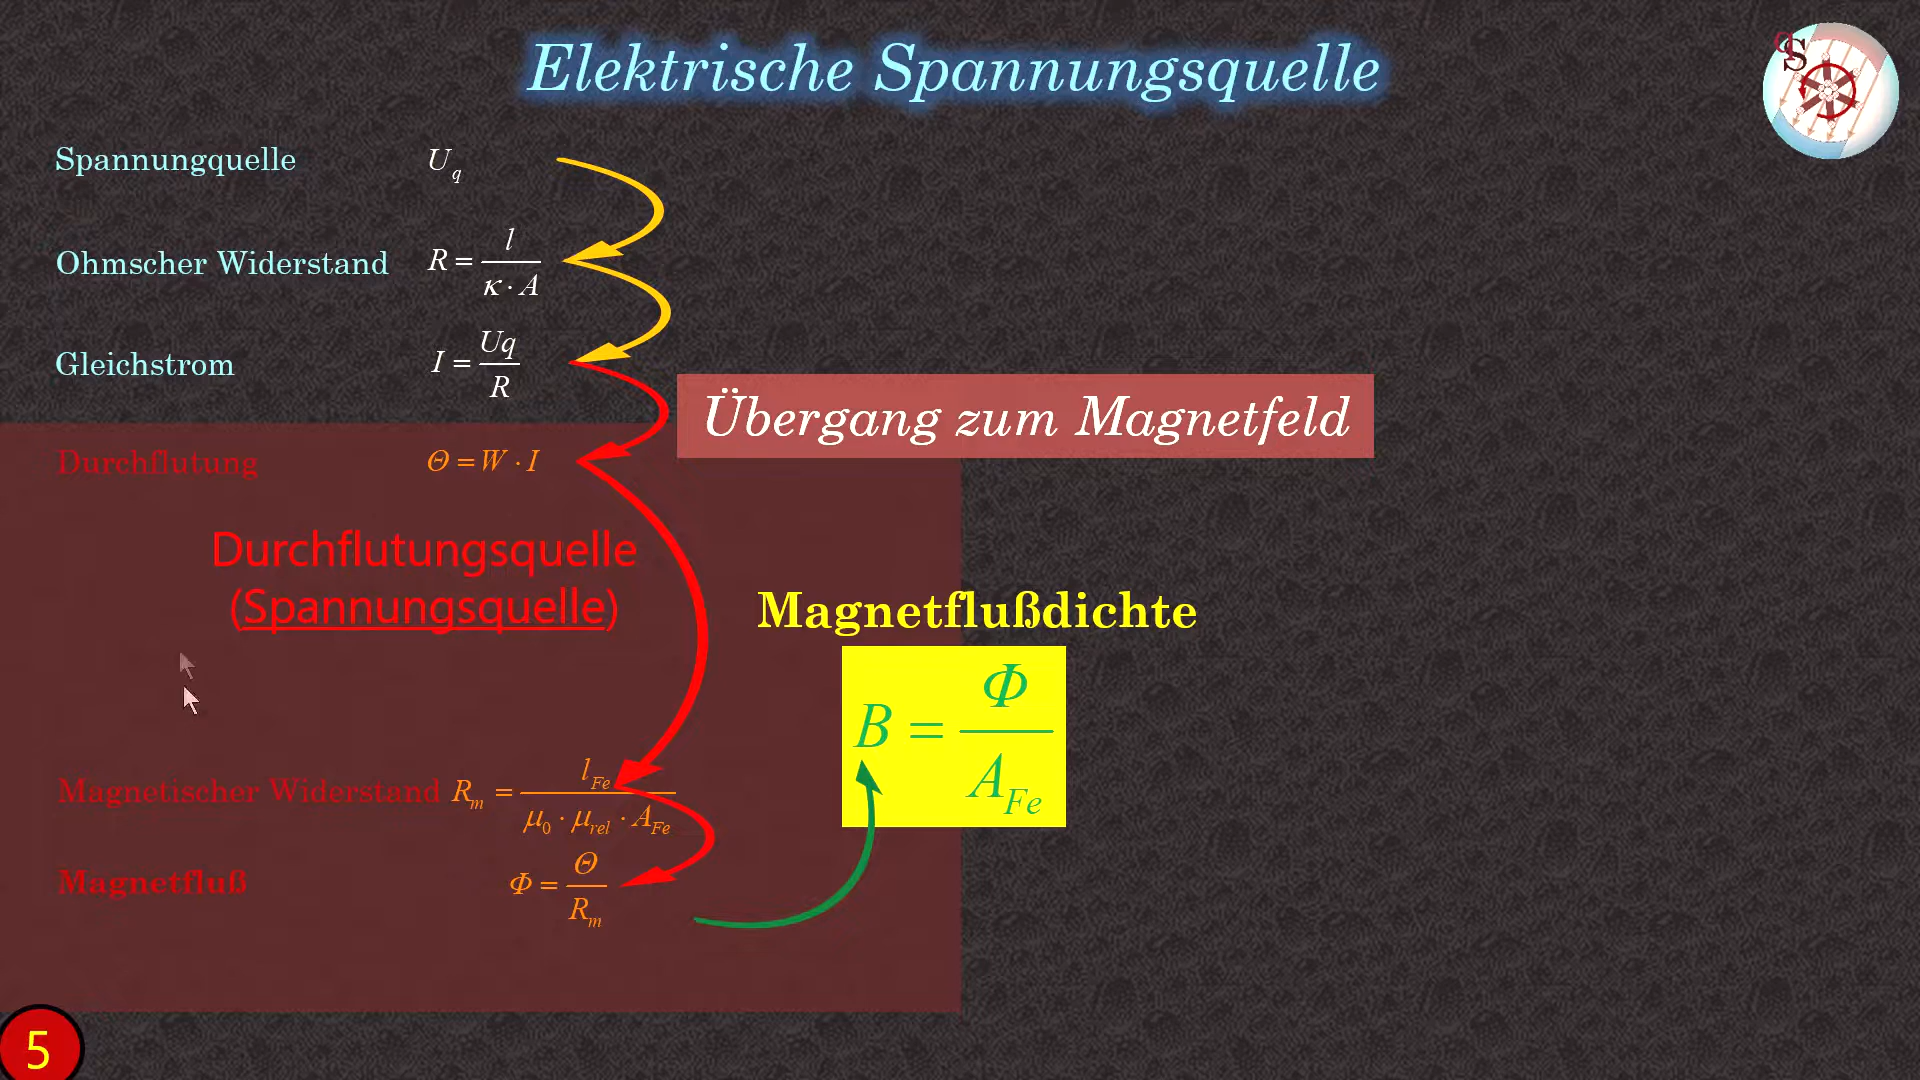 Elektrische Spannungsquelle
qS
Spannungquelle U_q
Ohmscher Widerstand R = l / (κ · A)
Gleichstrom I = Uq / R
Übergang zum Magnetfeld
Durchflutung Θ = W · I
Durchflutungsquelle
(Spannungsquelle)
Magnetflußdichte
B = Φ / A_Fe
Magnetischer Widerstand R_m = l_Fe / (μ_0 · μ_rel · A_Fe)
Magnetfluß Φ = Θ / R_m
5